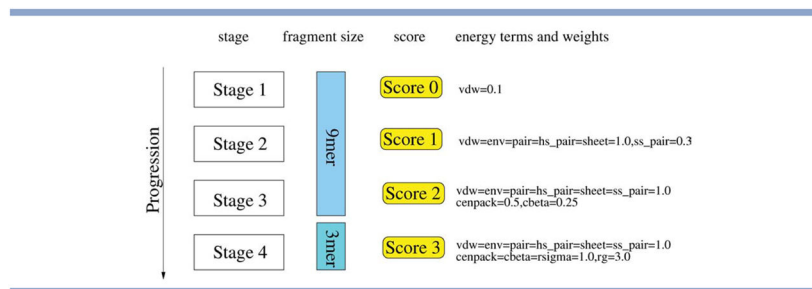 stage fragment size score energy terms and weights
Progression
9mer
3mer
Stage 1 Score 0 vdw=0.1
Stage 2 Score 1 vdw=env=pair=hs_pair=sheet=1.0,ss_pair=0.3
Stage 3 Score 2 vdw=env=pair=hs_pair=sheet=ss_pair=1.0
cenpack=0.5,cbeta=0.25
Stage 4 Score 3 vdw=env=pair=hs_pair=sheet=ss_pair=1.0
cenpack=cbeta=rsigma=1.0,rg=3.0